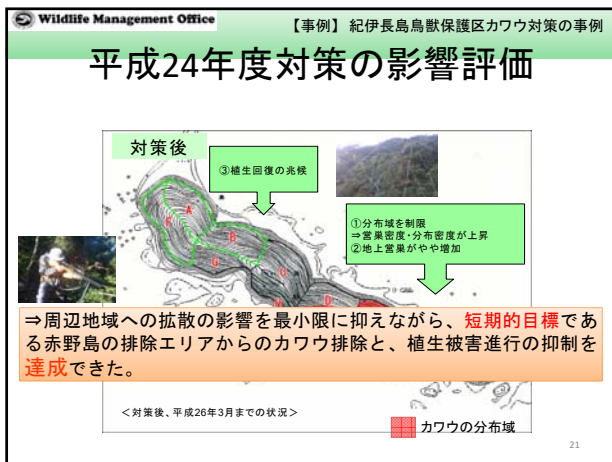 Wildlife Management Office
【事例】 紀伊長島鳥獣保護区カワウ対策の事例
平成24年度対策の影響評価
対策後
③植生回復の兆候
①分布域を制限
⇒営巣密度・分布密度が上昇
②地上営巣がやや増加
A
B
G
D
⇒周辺地域への拡散の影響を最小限に抑えながら、短期的目標であ
る赤野島の排除エリアからのカワウ排除と、植生被害進行の抑制を
達成できた。
<対策後、平成26年3月までの状況>
カワウの分布域
21